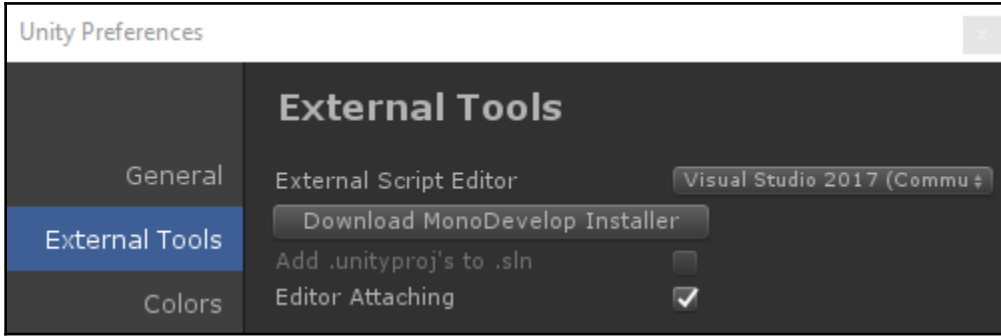 Unity Preferences
x
External Tools
General
External Script Editor
Visual Studio 2017 (Commu
External Tools
Download MonoDevelop Installer
Add .unityproj's to .sln
Colors
Editor Attaching